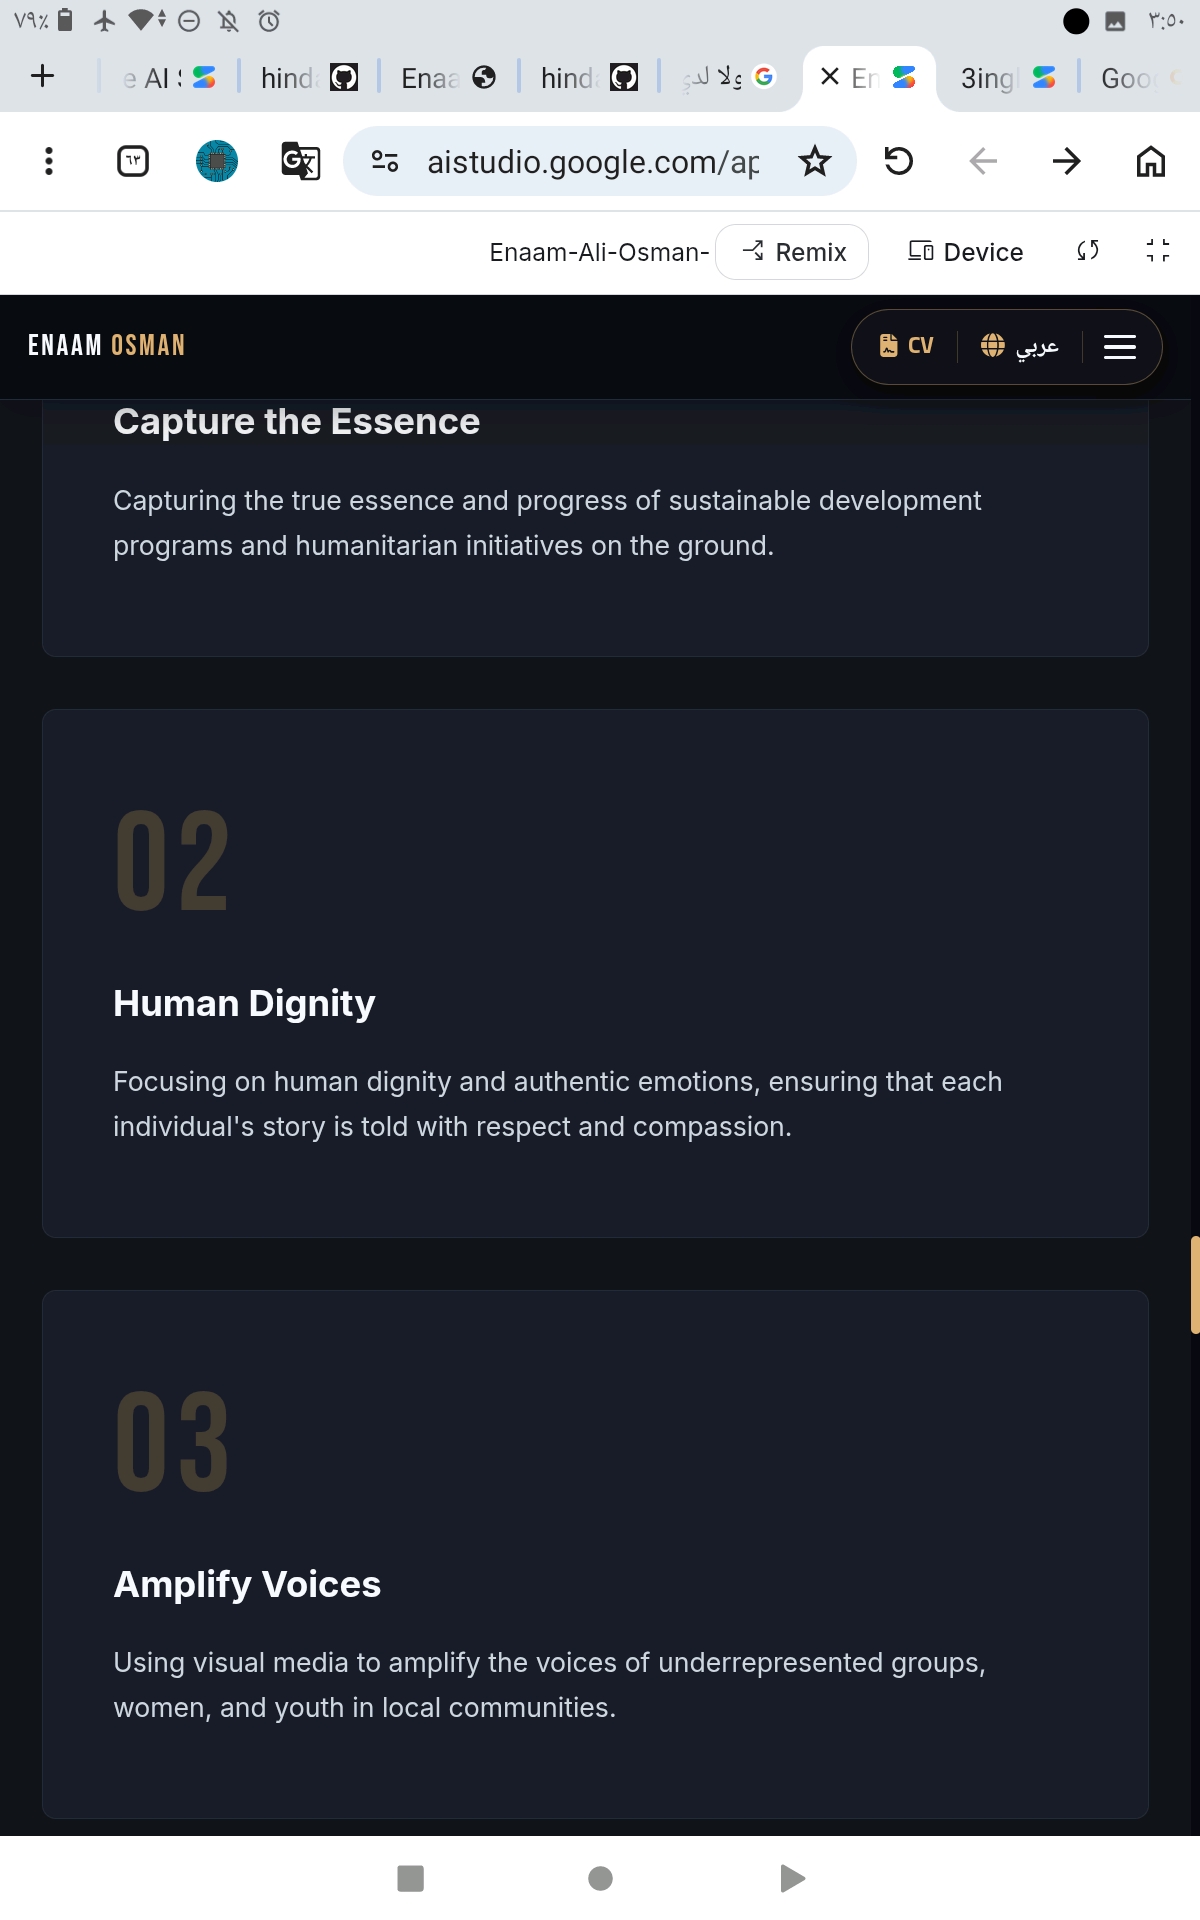 ٧٩٪ ٣:٥٠
e AI hind Enaa hind ولا لدي En 3ingl Goo
٦٣ aistudio.google.com/ap
Enaam-Ali-Osman- Remix Device
ENAAM OSMAN CV عربي
Capture the Essence
Capturing the true essence and progress of sustainable development
programs and humanitarian initiatives on the ground.
02
Human Dignity
Focusing on human dignity and authentic emotions, ensuring that each
individual's story is told with respect and compassion.
03
Amplify Voices
Using visual media to amplify the voices of underrepresented groups,
women, and youth in local communities.